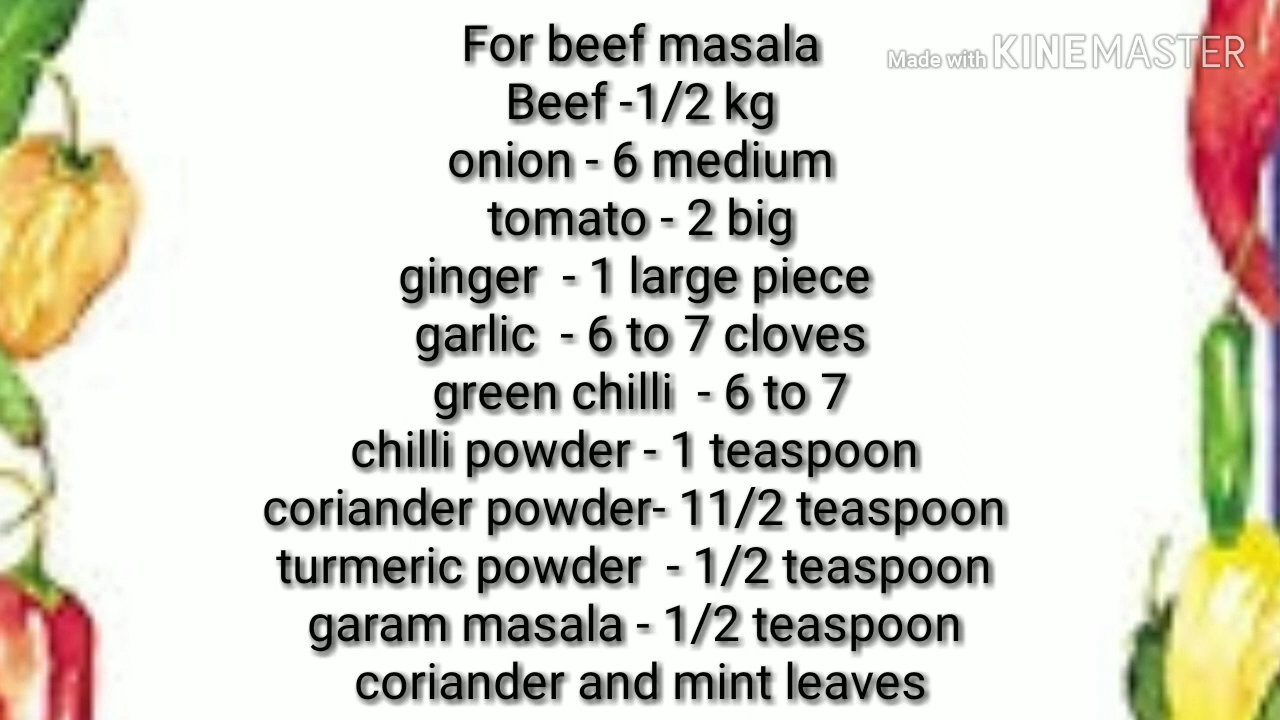 For beef masala
Made with KINEMASTER
Beef -1/2 kg
onion - 6 medium
tomato - 2 big
ginger  - 1 large piece
garlic  - 6 to 7 cloves
green chilli  - 6 to 7
chilli powder - 1 teaspoon
coriander powder- 11/2 teaspoon
turmeric powder  - 1/2 teaspoon
garam masala - 1/2 teaspoon
coriander and mint leaves